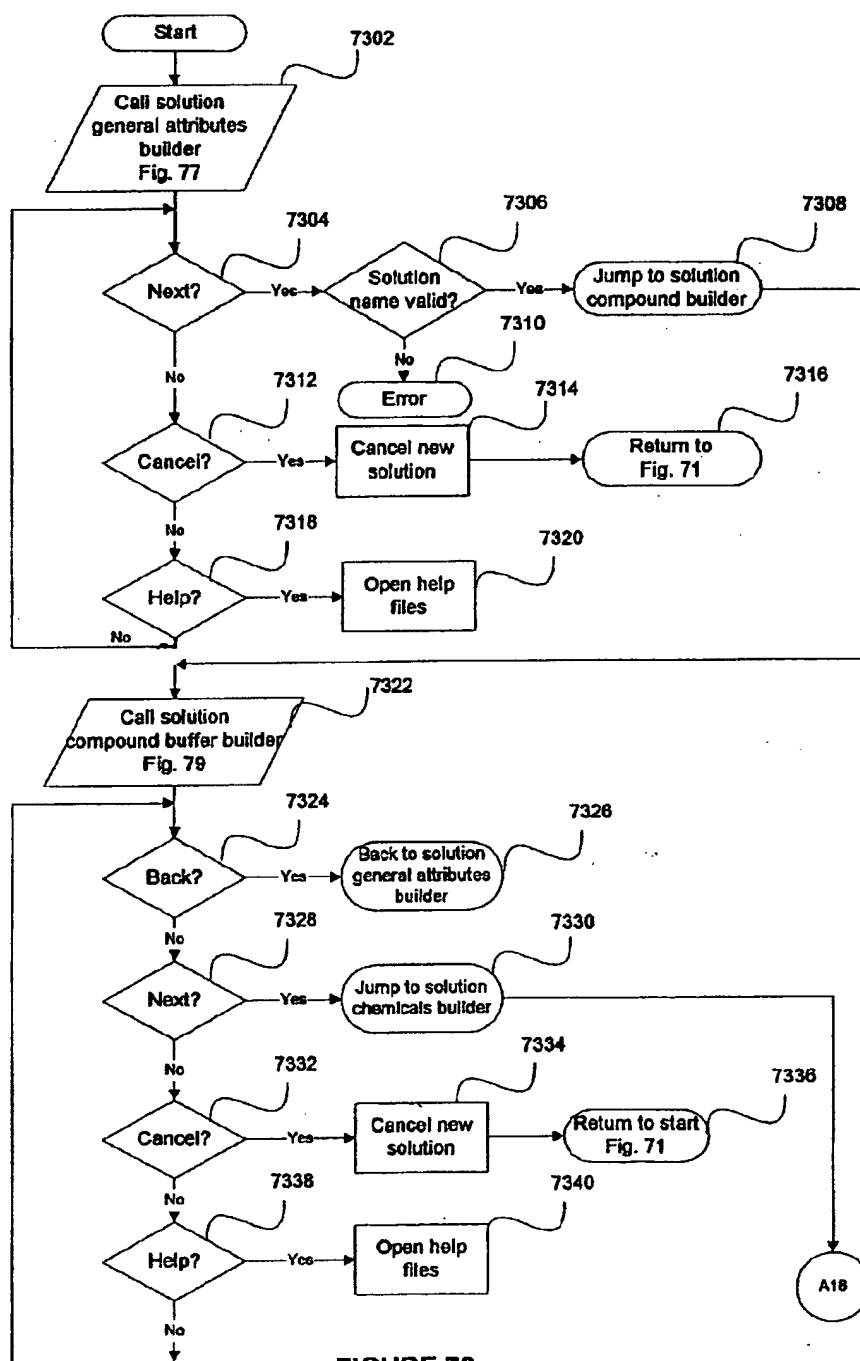 Start
7302
Call solution
general attributes
builder
Fig. 77
7304
7306
7308
Next?
Yes
Solution
name valid?
Yes
Jump to solution
compound builder
No
7310
Error
No
7312
7314
7316
Cancel?
Yes
Cancel new
solution
Return to
Fig. 71
No
7318
7320
Help?
Yes
Open help
files
No
7322
Call solution
compound buffer builder
Fig. 79
7324
7326
Back?
Yes
Back to solution
general attributes
builder
No
7328
7330
Next?
Yes
Jump to solution
chemicals builder
No
7332
7334
7336
Cancel?
Yes
Cancel new
solution
Return to start
Fig. 71
No
7338
7340
Help?
Yes
Open help
files
A18
No